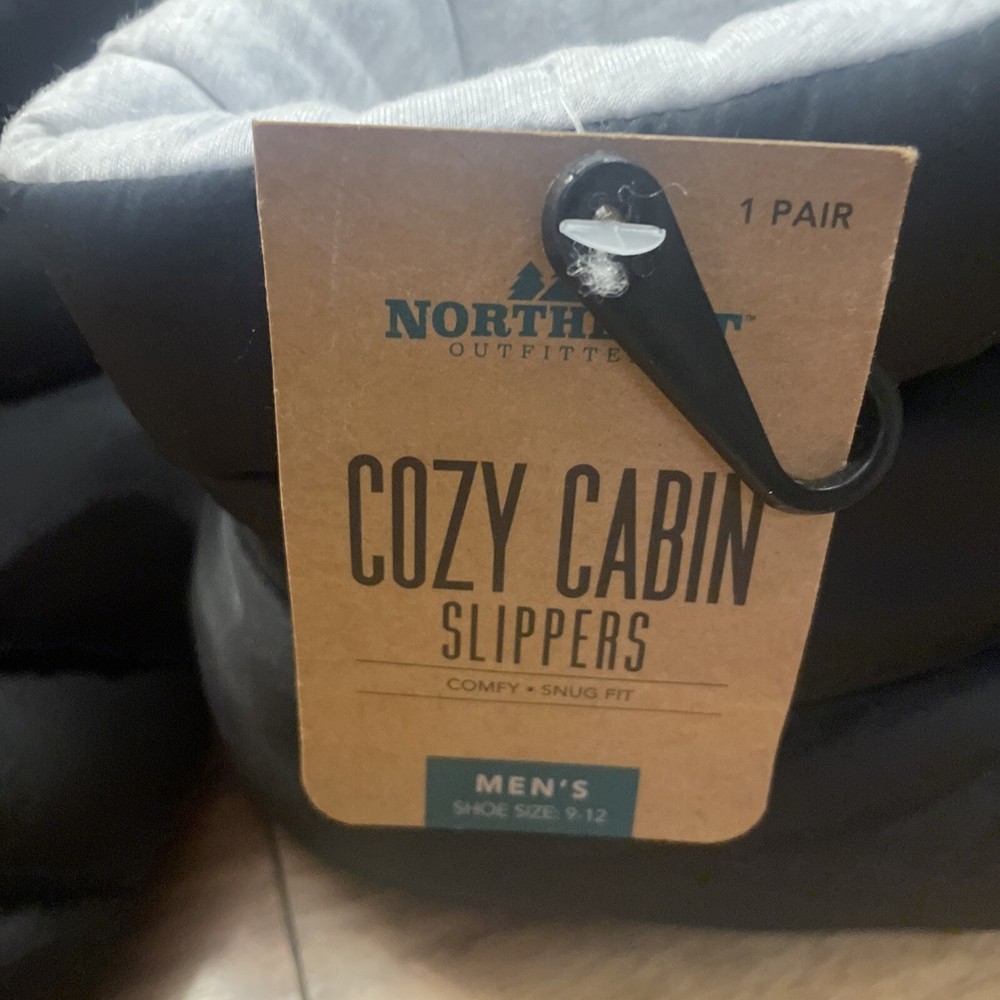 1 PAIR
COZY CABIN
SLIPPERS
COMFY • SNUG FIT
MEN'S
SHOE SIZE: 9-12